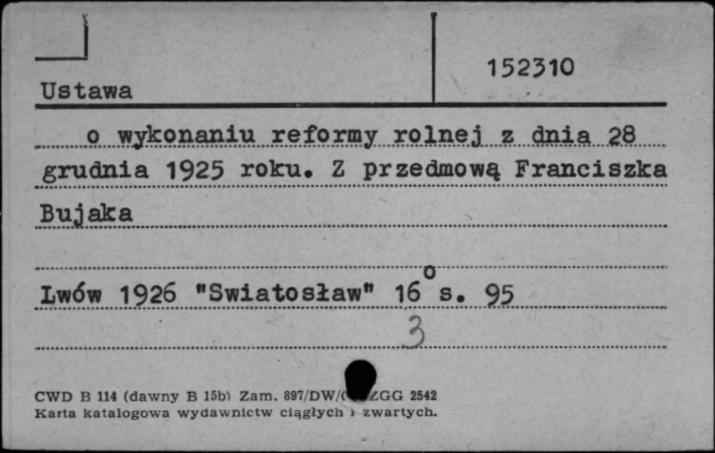 152310
Ustawa
o wykonaniu reformy rolnej z dnia 28
grudnia 1925 roku. Z przedmową Franciszka
Bujaka
Lwów 1926 "Swiatosław" 16° s. 95
3
CWD B 114 (dawny B 15b) Zam. 897/DW/ ZGG 2542
Karta katalogowa wydawnictw ciągłych i zwartych.